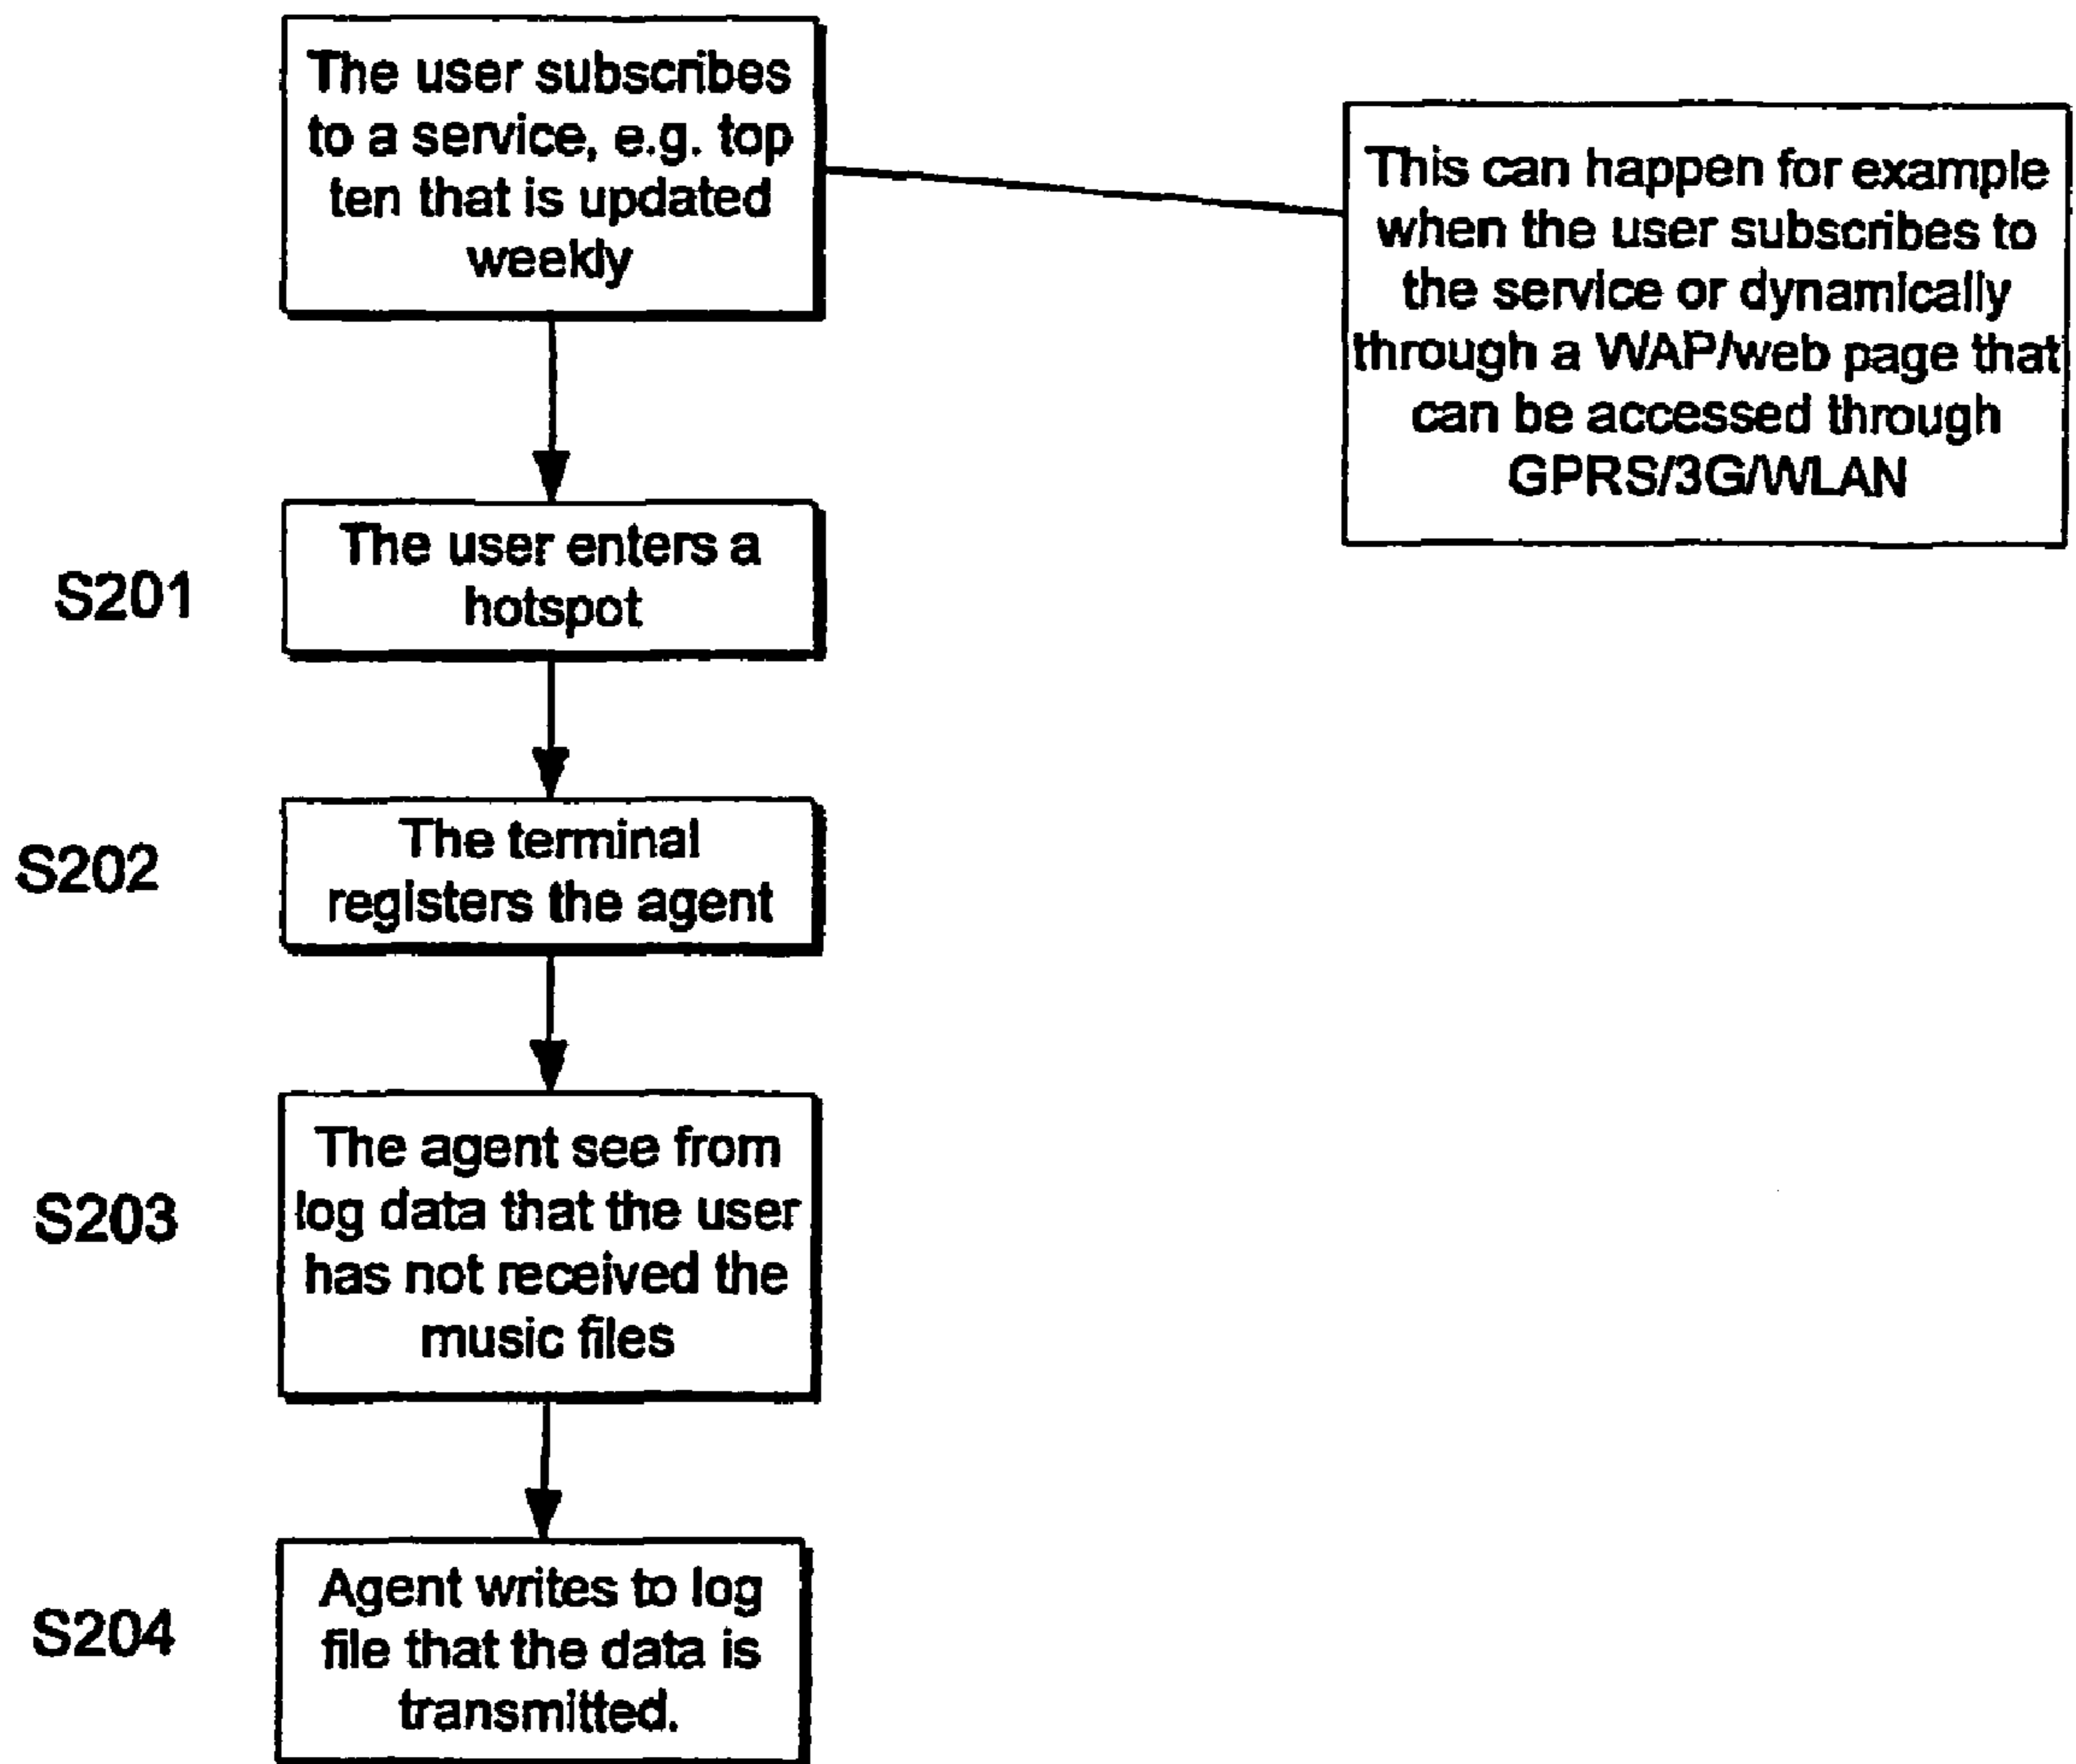 The user subscribes
to a service, e.g. top
ten that is updated
weekly
This can happen for example
when the user subscribes to
the service or dynamically
through a WAP/web page that
can be accessed through
GPRS/3G/WLAN
S201
The user enters a
hotspot
S202
The terminal
registers the agent
S203
The agent see from
log data that the user
has not received the
music files
S204
Agent writes to log
file that the data is
transmitted.